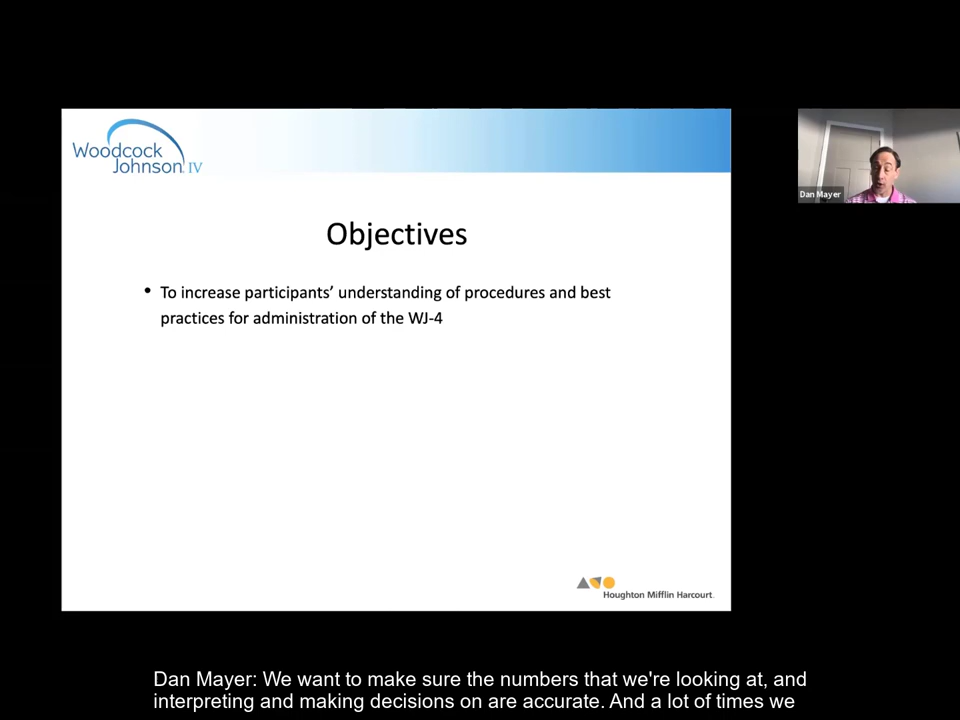 Woodcock
Johnson IV
Dan Mayer
Objectives
• To increase participants’ understanding of procedures and best
practices for administration of the WJ-4
Houghton Mifflin Harcourt
Dan Mayer: We want to make sure the numbers that we're looking at, and
interpreting and making decisions on are accurate. And a lot of times we